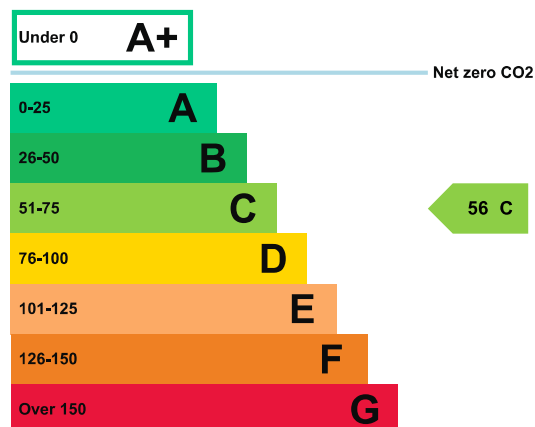 Under 0 A+
Net zero CO2
0-25 A
26-50 B
51-75 C
56 C
76-100 D
101-125 E
126-150 F
Over 150 G